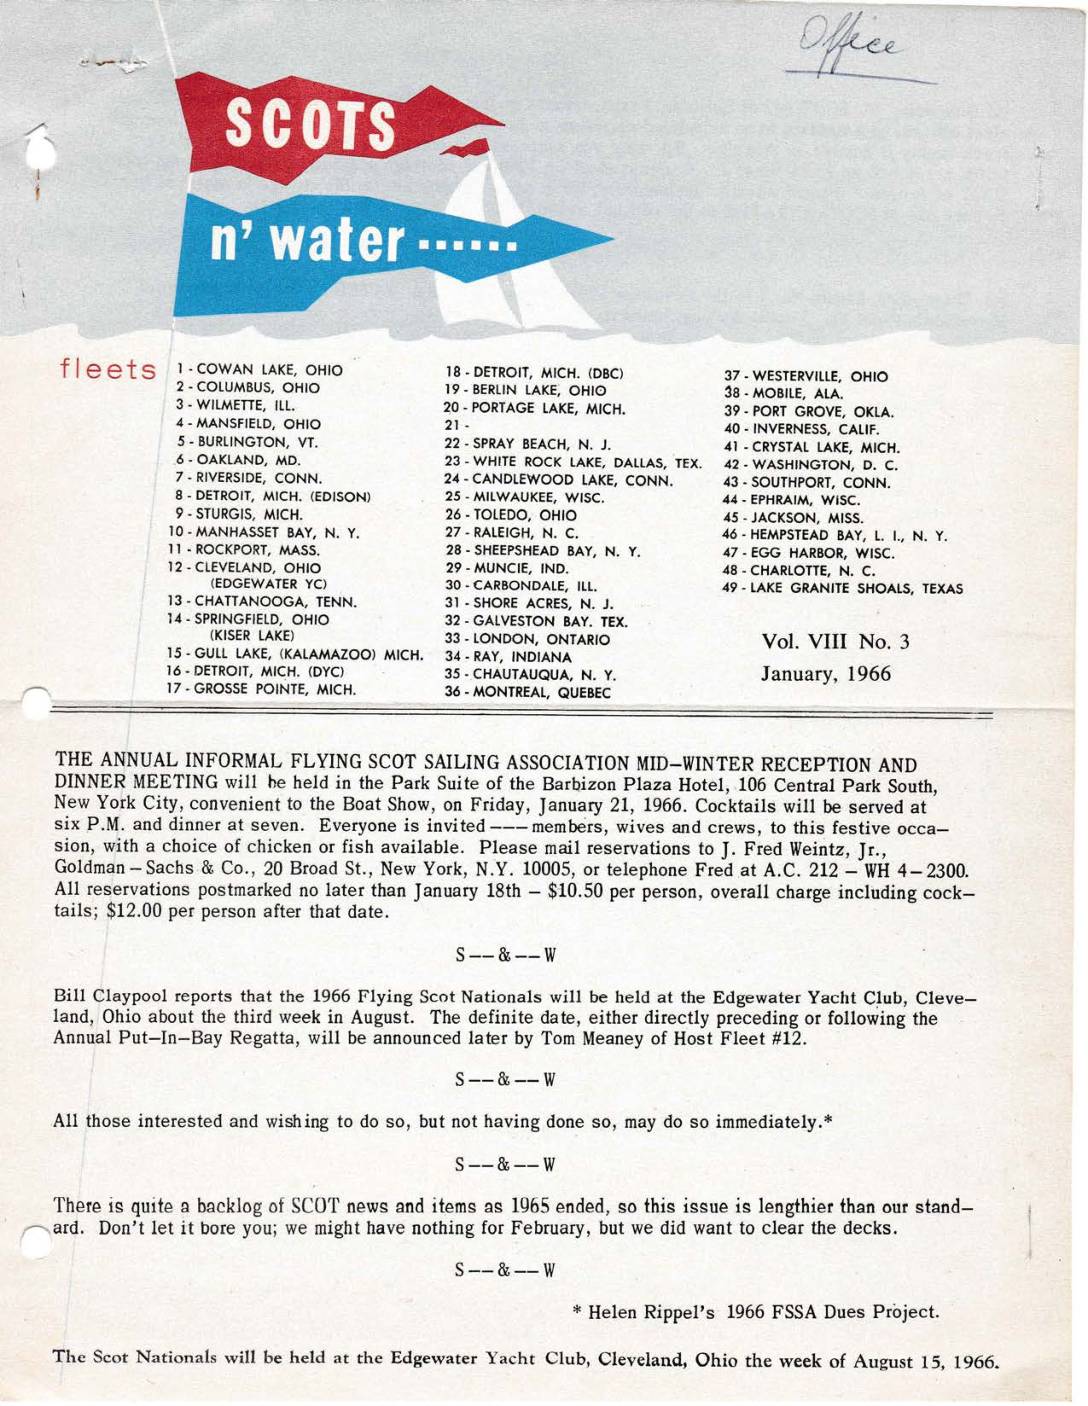 Office
SCOTS
n' water ......
fleets
1 - COWAN LAKE, OHIO
2 - COLUMBUS, OHIO
3 - WILMETTE, ILL.
4 - MANSFIELD, OHIO
5 - BURLINGTON, VT.
6 - OAKLAND, MD.
7 - RIVERSIDE, CONN.
8 - DETROIT, MICH. (EDISON)
9 - STURGIS, MICH.
10 - MANHASSET BAY, N. Y.
11 - ROCKPORT, MASS.
12 - CLEVELAND, OHIO
(EDGEWATER YC)
13 - CHATTANOOGA, TENN.
14 - SPRINGFIELD, OHIO
(KISER LAKE)
15 - GULL LAKE, (KALAMAZOO) MICH.
16 - DETROIT, MICH. (DYC)
17 - GROSSE POINTE, MICH.
18 - DETROIT, MICH. (DBC)
19 - BERLIN LAKE, OHIO
20 - PORTAGE LAKE, MICH.
21 -
22 - SPRAY BEACH, N. J.
23 - WHITE ROCK LAKE, DALLAS, TEX.
24 - CANDLEWOOD LAKE, CONN.
25 - MILWAUKEE, WISC.
26 - TOLEDO, OHIO
27 - RALEIGH, N. C.
28 - SHEEPSHEAD BAY, N. Y.
29 - MUNCIE, IND.
30 - CARBONDALE, ILL.
31 - SHORE ACRES, N. J.
32 - GALVESTON BAY. TEX.
33 - LONDON, ONTARIO
34 - RAY, INDIANA
35 - CHAUTAUQUA, N. Y.
36 - MONTREAL, QUEBEC
37 - WESTERVILLE, OHIO
38 - MOBILE, ALA.
39 - PORT GROVE, OKLA.
40 - INVERNESS, CALIF.
41 - CRYSTAL LAKE, MICH.
42 - WASHINGTON, D. C.
43 - SOUTHPORT, CONN.
44 - EPHRAIM, WISC.
45 - JACKSON, MISS.
46 - HEMPSTEAD BAY, L. I., N. Y.
47 - EGG HARBOR, WISC.
48 - CHARLOTTE, N. C.
49 - LAKE GRANITE SHOALS, TEXAS
Vol. VIII No. 3
January, 1966
THE ANNUAL INFORMAL FLYING SCOT SAILING ASSOCIATION MID–WINTER RECEPTION AND
DINNER MEETING will be held in the Park Suite of the Barbizon Plaza Hotel, 106 Central Park South,
New York City, convenient to the Boat Show, on Friday, January 21, 1966. Cocktails will be served at
six P.M. and dinner at seven. Everyone is invited ––– members, wives and crews, to this festive occa–
sion, with a choice of chicken or fish available. Please mail reservations to J. Fred Weintz, Jr.,
Goldman – Sachs & Co., 20 Broad St., New York, N.Y. 10005, or telephone Fred at A.C. 212 – WH 4–2300.
All reservations postmarked no later than January 18th – $10.50 per person, overall charge including cock–
tails; $12.00 per person after that date.
S––&––W
Bill Claypool reports that the 1966 Flying Scot Nationals will be held at the Edgewater Yacht Club, Cleve–
land, Ohio about the third week in August. The definite date, either directly preceding or following the
Annual Put–In–Bay Regatta, will be announced later by Tom Meaney of Host Fleet #12.
S––&––W
All those interested and wishing to do so, but not having done so, may do so immediately.*
S––&––W
There is quite a backlog of SCOT news and items as 1965 ended, so this issue is lengthier than our stand–
ard. Don't let it bore you; we might have nothing for February, but we did want to clear the decks.
S––&––W
* Helen Rippel's 1966 FSSA Dues Project.
The Scot Nationals will be held at the Edgewater Yacht Club, Cleveland, Ohio the week of August 15, 1966.